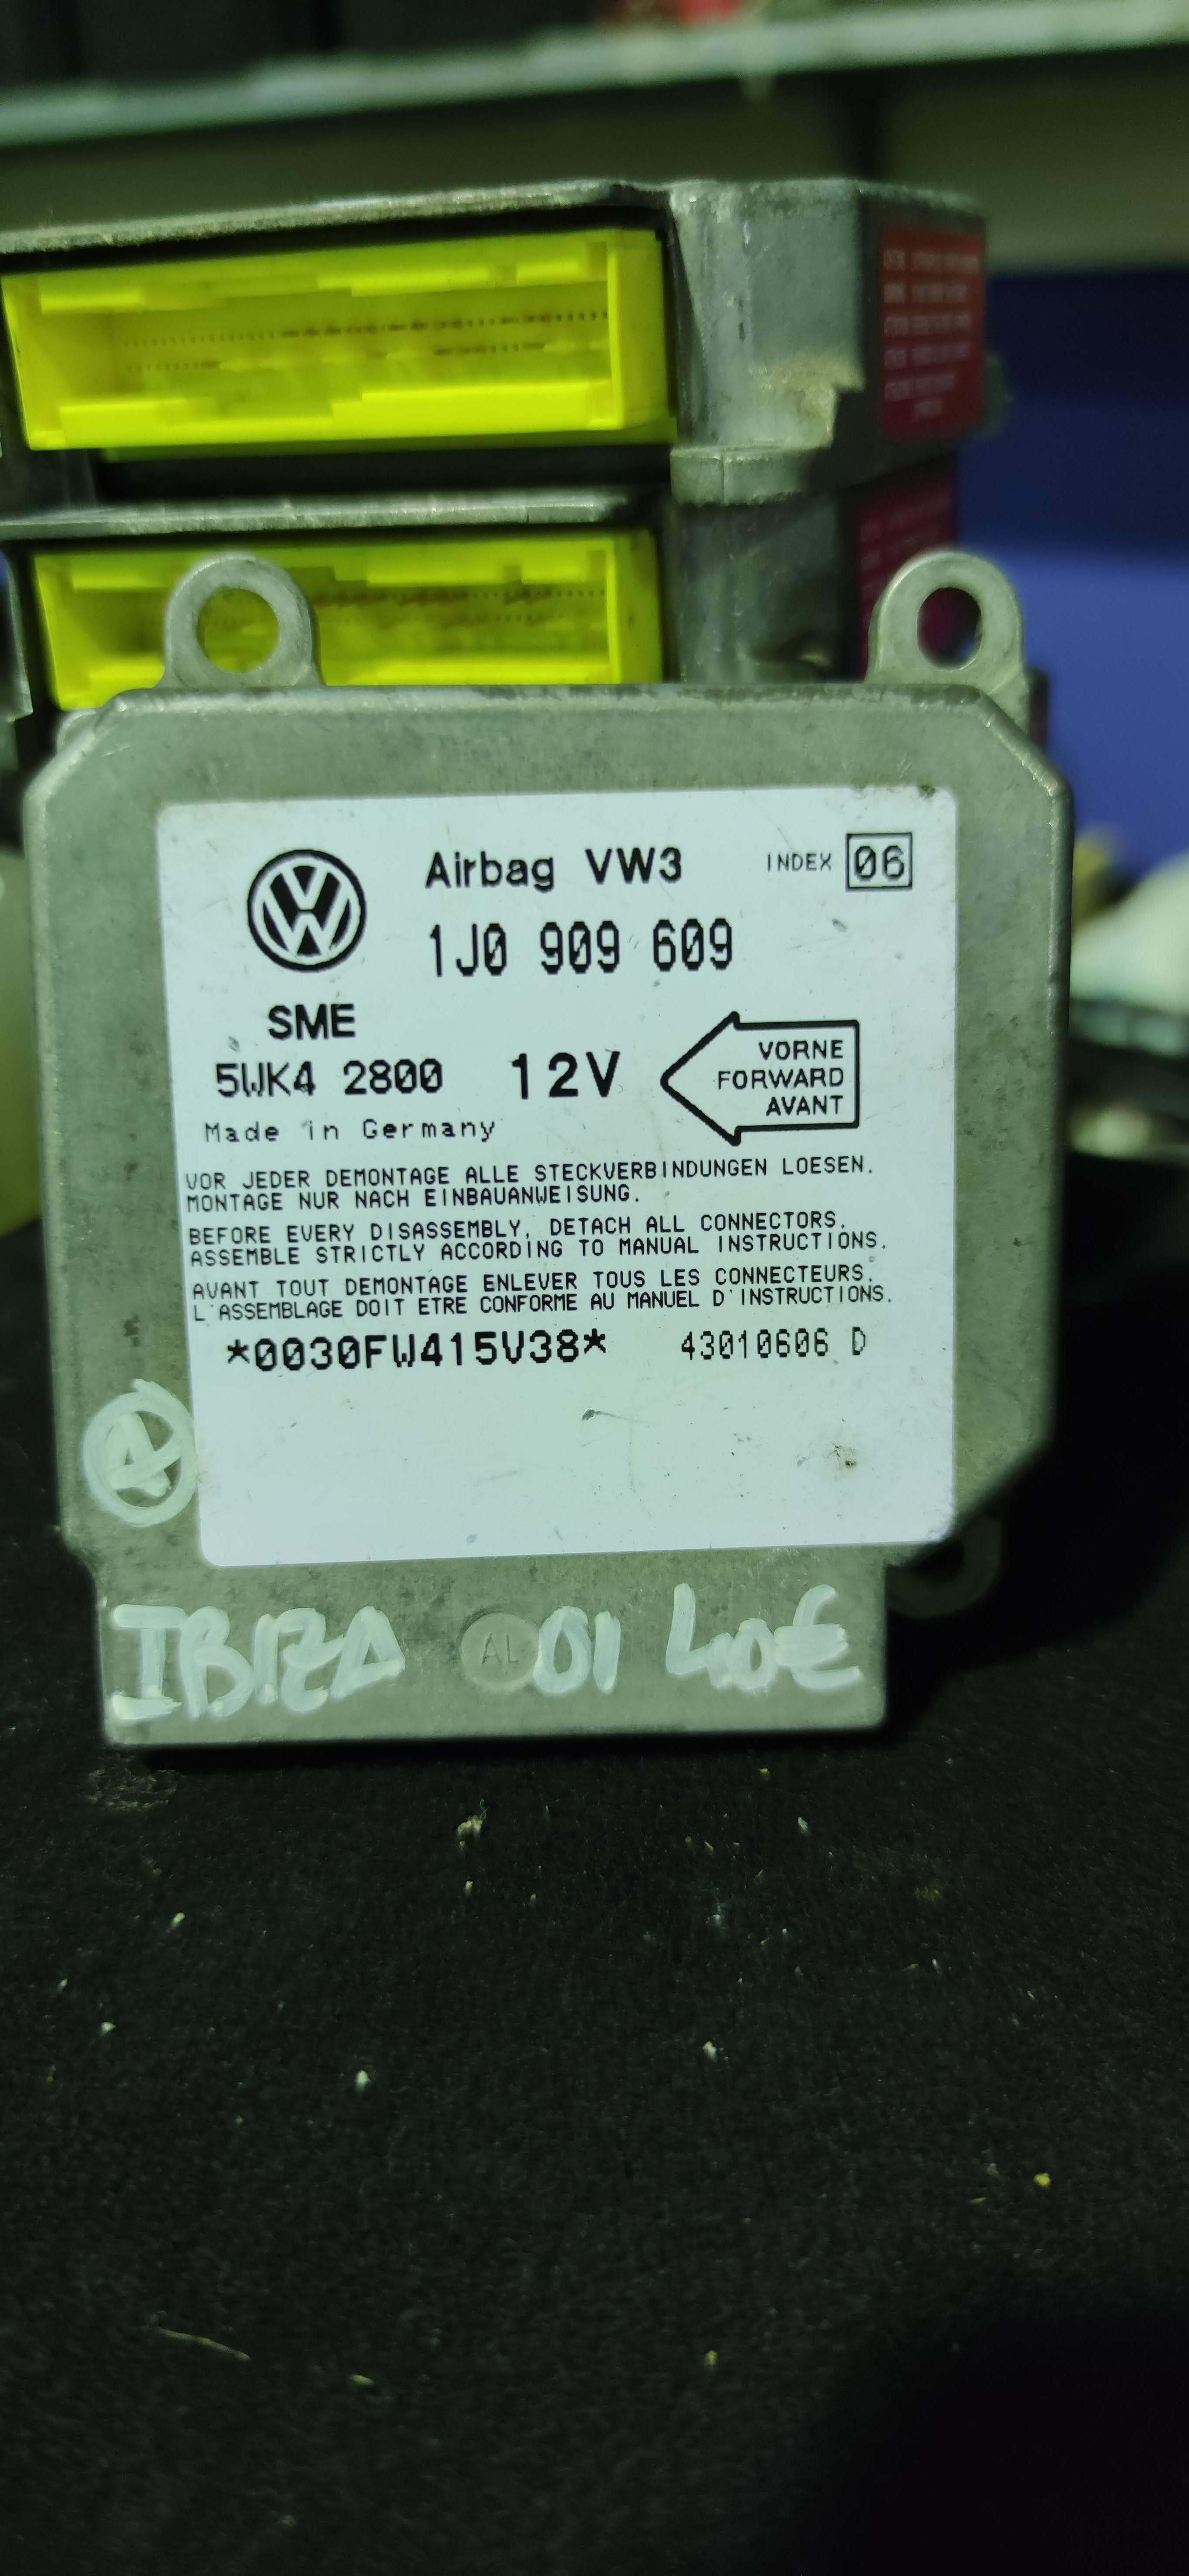 Airbag VW3 INDEX 06
1J0 909 609
SME
5WK4 2800 12V
VORNE
FORWARD
AVANT
Made in Germany
VOR JEDER DEMONTAGE ALLE STECKVERBINDUNGEN LOESEN.
MONTAGE NUR NACH EINBAUANWEISUNG.
BEFORE EVERY DISASSEMBLY, DETACH ALL CONNECTORS.
ASSEMBLE STRICTLY ACCORDING TO MANUAL INSTRUCTIONS.
AVANT TOUT DEMONTAGE ENLEVER TOUS LES CONNECTEURS.
L'ASSEMBLAGE DOIT ETRE CONFORME AU MANUEL D'INSTRUCTIONS.
*0030FW415V38* 43010606 D
A
IBIZA AL 01 40€